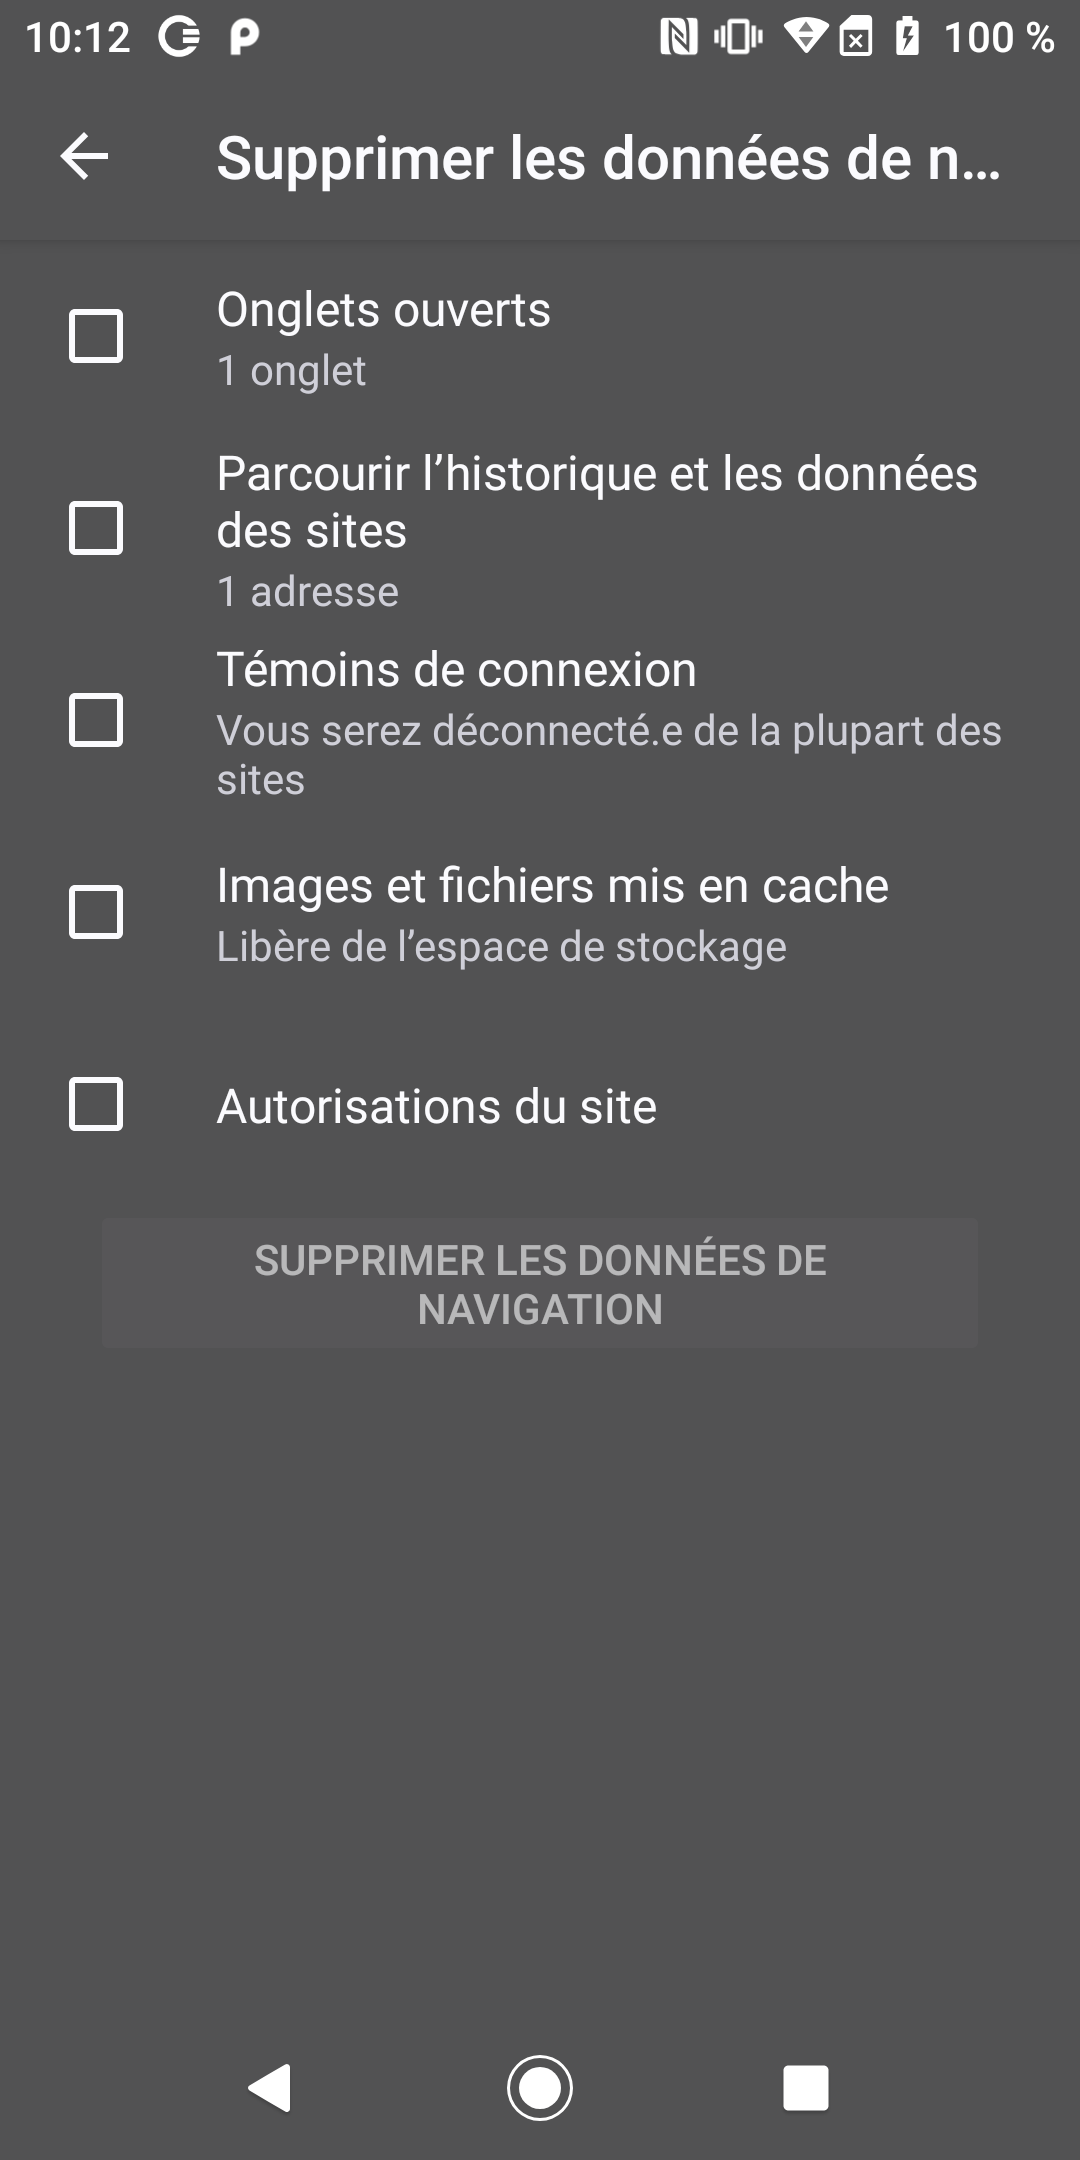 10:12
100 %
Supprimer les données de n…
Onglets ouverts
1 onglet
Parcourir l’historique et les données
des sites
1 adresse
Témoins de connexion
Vous serez déconnecté.e de la plupart des
sites
Images et fichiers mis en cache
Libère de l’espace de stockage
Autorisations du site
SUPPRIMER LES DONNÉES DE
NAVIGATION